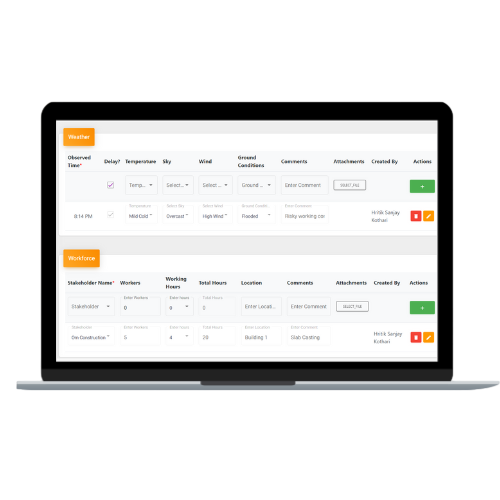 Weather
Observed Time* Delay? Temperature Sky Wind Ground Conditions Comments Attachments Created By Actions
Temp... Select... Select ... Ground ... Enter Comment SELECT_FILE +
Temperature Select Sky Select Wind Ground Conditi Enter Comment
8:14 PM Mild Cold Overcast High Wind Flooded Risky working cor Hritik Sanjay Kothari
Workforce
Stakeholder Name* Workers Working Hours Total Hours Location Comments Attachments Created By Actions
Enter Workers Enter Hours Total Hours
Stakeholder 0 0 0 Enter Locati... Enter Comment SELECT_FILE +
Stakeholder Enter Workers Enter Hours Total Hours Enter Location Enter Comment
Om Construction 5 4 20 Building 1 Slab Casting Hritik Sanjay Kothari